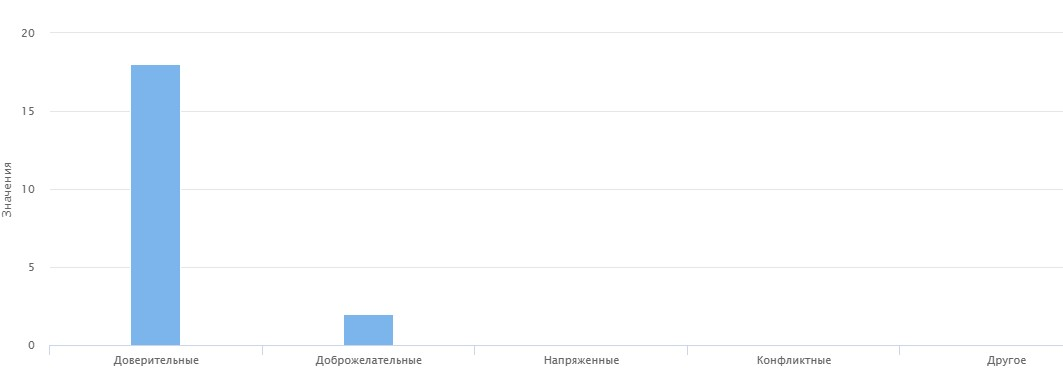 20
15
10
5
0
Значения
Доверительные
Доброжелательные
Напряженные
Конфликтные
Другое